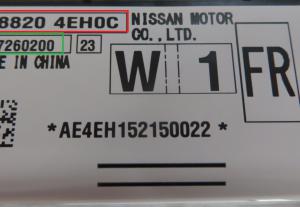 8820 4EH0C NISSAN MOTOR
CO.,LTD.
7260200 23
E IN CHINA
W 1 FR
*AE4EH152150022*